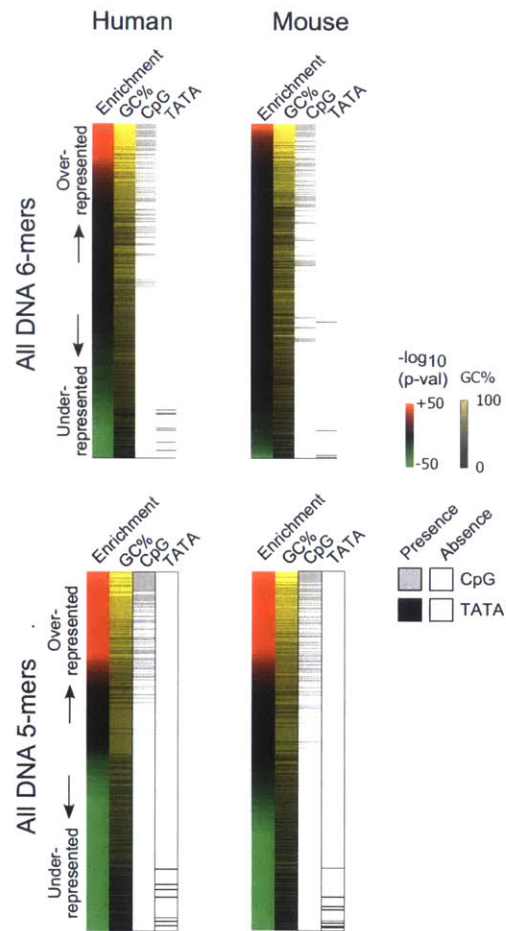 Human
Mouse
Enrichment
GC%
CpG
TATA
Enrichment
GC%
CpG
TATA
All DNA 6-mers
Over-
represented
Under-
represented
-log10
(p-val)
+50
-50
GC%
100
0
Enrichment
GC%
CpG
TATA
Enrichment
GC%
CpG
TATA
Presence
Absence
CpG
TATA
All DNA 5-mers
Over-
represented
Under-
represented